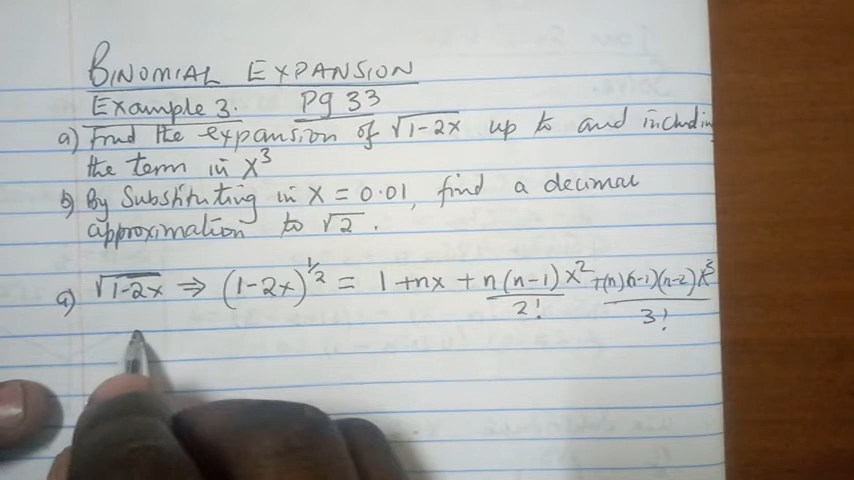 BINOMIAL EXPANSION
Example 3. Pg 33
a) Find the expansion of √1-2x up to and includin
the term in x³
b) By Substituting in x = 0.01, find a decimal
approximation to √2.
a) √1-2x ⇒ (1-2x)^1/2 = 1 + nx + n(n-1)x²/2! + (n)(n-1)(n-2)x³/3!